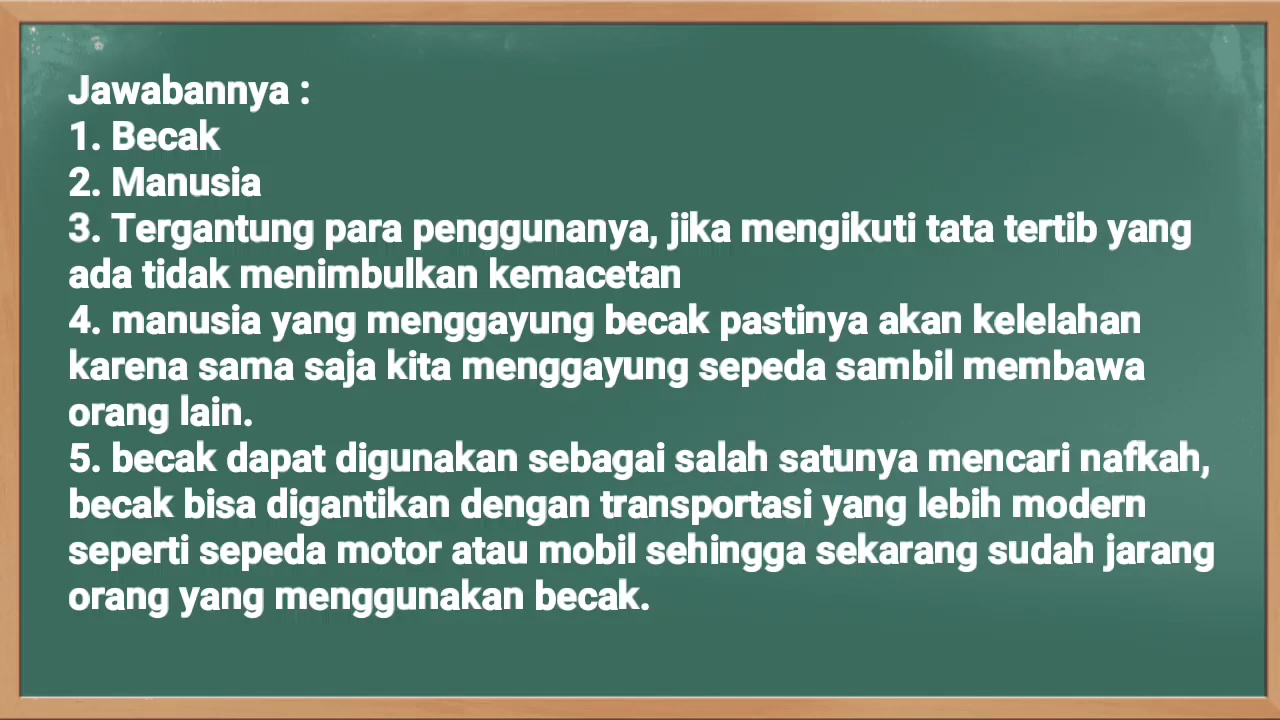 Jawabannya :
1. Becak
2. Manusia
3. Tergantung para penggunanya, jika mengikuti tata tertib yang
ada tidak menimbulkan kemacetan
4. manusia yang menggayung becak pastinya akan kelelahan
karena sama saja kita menggayung sepeda sambil membawa
orang lain.
5. becak dapat digunakan sebagai salah satunya mencari nafkah,
becak bisa digantikan dengan transportasi yang lebih modern
seperti sepeda motor atau mobil sehingga sekarang sudah jarang
orang yang menggunakan becak.